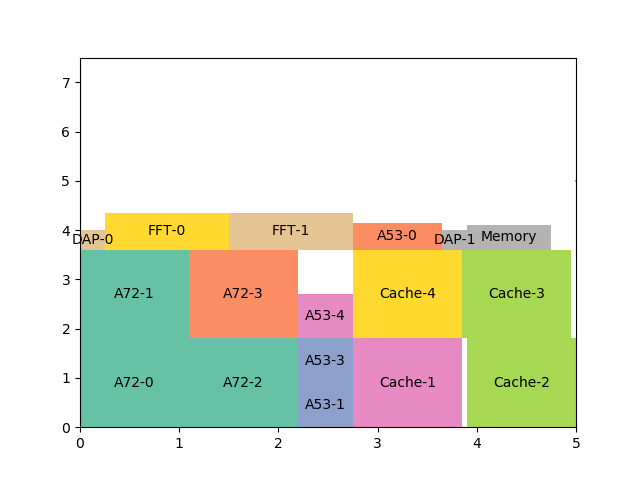 7
6
5
4
3
2
1
0
DAP-0
FFT-0
FFT-1
A53-0
DAP-1
Memory
A72-1
A72-3
A53-4
Cache-4
Cache-3
A72-0
A72-2
A53-3
A53-1
Cache-1
Cache-2
0 1 2 3 4 5